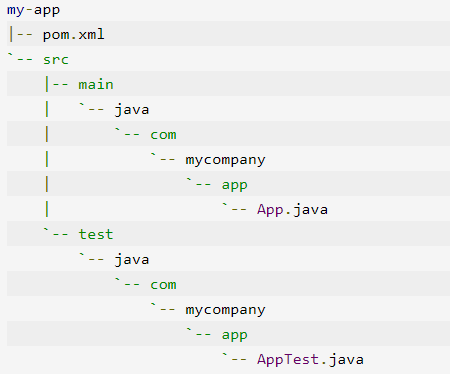 my-app
|-- pom.xml
`-- src
    |-- main
    |   `-- java
    |       `-- com
    |           `-- mycompany
    |               `-- app
    |                   `-- App.java
    `-- test
        `-- java
            `-- com
                `-- mycompany
                    `-- app
                        `-- AppTest.java